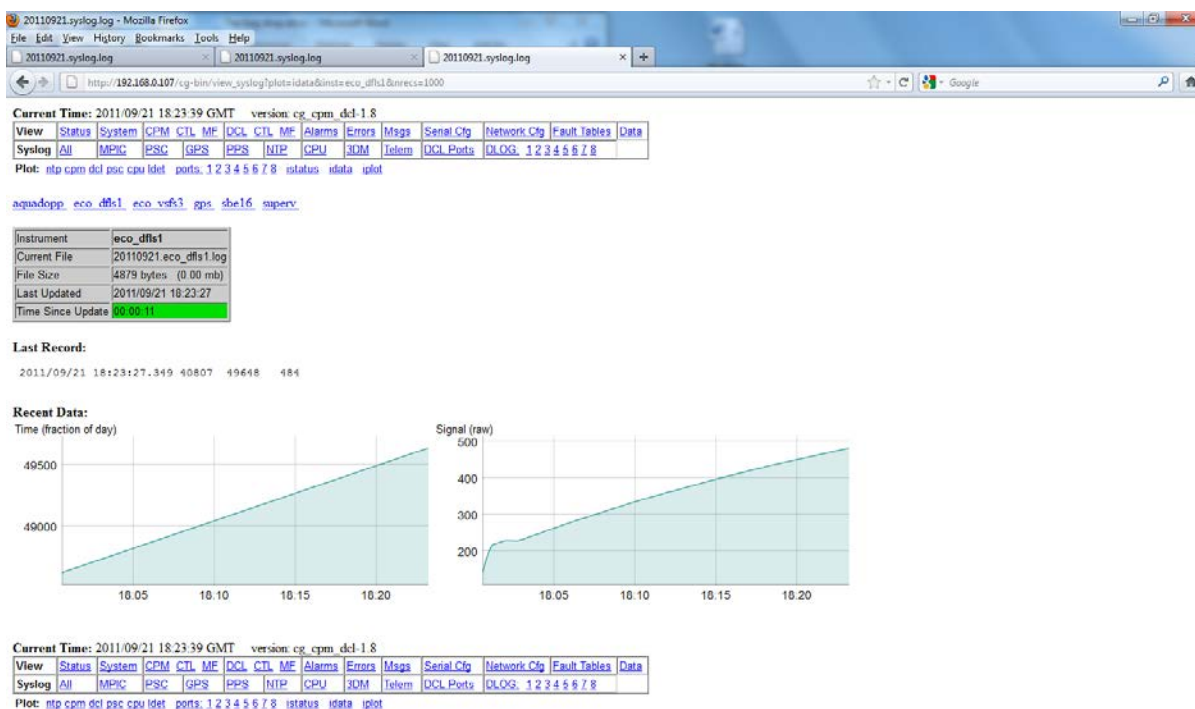 20110921.syslog.log - Mozilla Firefox
File Edit View History Bookmarks Tools Help
20110921.syslog.log × 20110921.syslog.log × 20110921.syslog.log × +
http://192.168.0.107/cg-bin/view_syslog?plot=idata&inst=eco_dfls1&nrecs=1000 Google
Current Time: 2011/09/21 18:23:39 GMT version: cg_cpm_dcl-1.8
View Status System CPM CTL MF DCL CTL MF Alarms Errors Msgs Serial Cfg Network Cfg Fault Tables Data
Syslog All MPIC PSC GPS PPS NTP CPU 3DM Telem DCL Ports DLOG: 1 2 3 4 5 6 7 8
Plot: ntp cpm dcl psc cpu ldet ports: 1 2 3 4 5 6 7 8 istatus idata iplot
aquadopp eco_dfls1 eco_vsfs3 gps sbe16 superv
Instrument eco_dfls1
Current File 20110921.eco_dfls1.log
File Size 4879 bytes (0.00 mb)
Last Updated 2011/09/21 18:23:27
Time Since Update 00:00:11
Last Record:
2011/09/21 18:23:27.349 40807 49648 484
Recent Data:
Time (fraction of day) Signal (raw)
500
49500
400
300
49000
200
18:05 18:10 18:15 18:20 18:05 18:10 18:15 18:20
Current Time: 2011/09/21 18:23:39 GMT version: cg_cpm_dcl-1.8
View Status System CPM CTL MF DCL CTL MF Alarms Errors Msgs Serial Cfg Network Cfg Fault Tables Data
Syslog All MPIC PSC GPS PPS NTP CPU 3DM Telem DCL Ports DLOG: 1 2 3 4 5 6 7 8
Plot: ntp cpm dcl psc cpu ldet ports: 1 2 3 4 5 6 7 8 istatus idata iplot